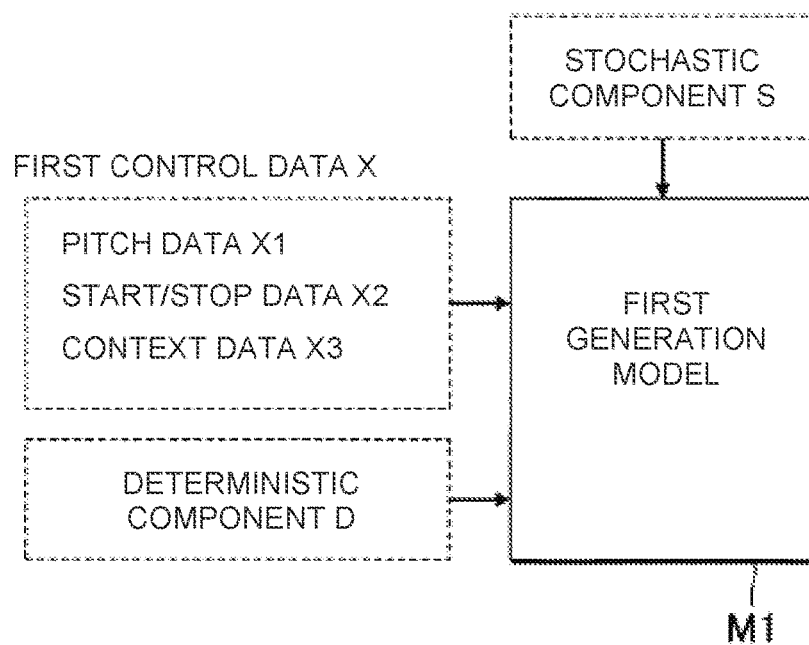 STOCHASTIC
COMPONENT S
FIRST CONTROL DATA X
PITCH DATA X1
START/STOP DATA X2
CONTEXT DATA X3
FIRST
GENERATION
MODEL
DETERMINISTIC
COMPONENT D
M1